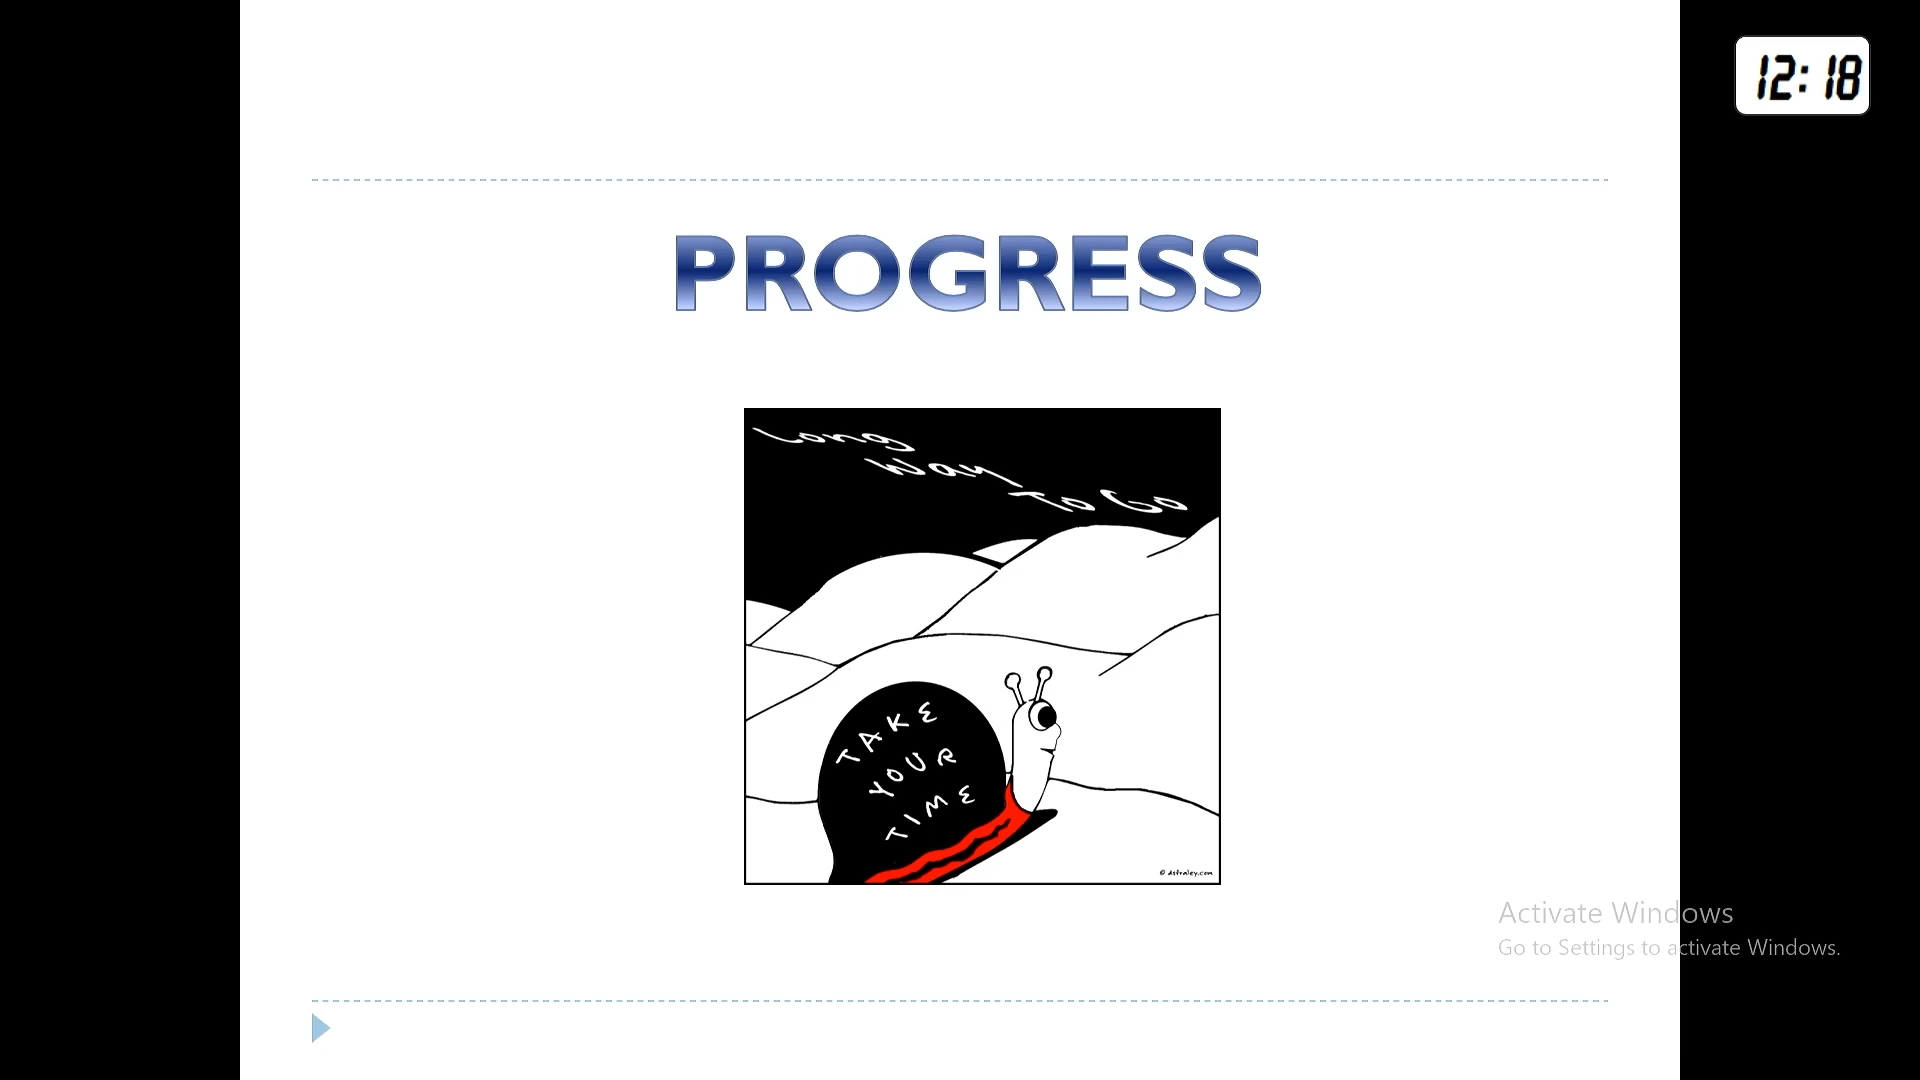 12:18
PROGRESS
Long
Way
To Go
TAKE
YOUR
TIME
© dstraley.com
Activate Windows
Go to Settings to activate Windows.